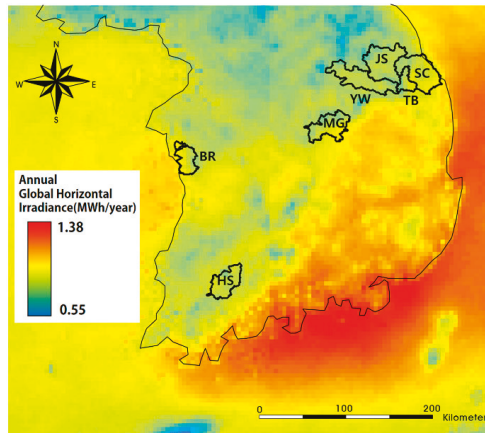 N
W E
S
JS
SC
YW
TB
MG
BR
HS
Annual
Global Horizontal
Irradiance(MWh/year)
1.38
0.55
0 100 200
Kilometer